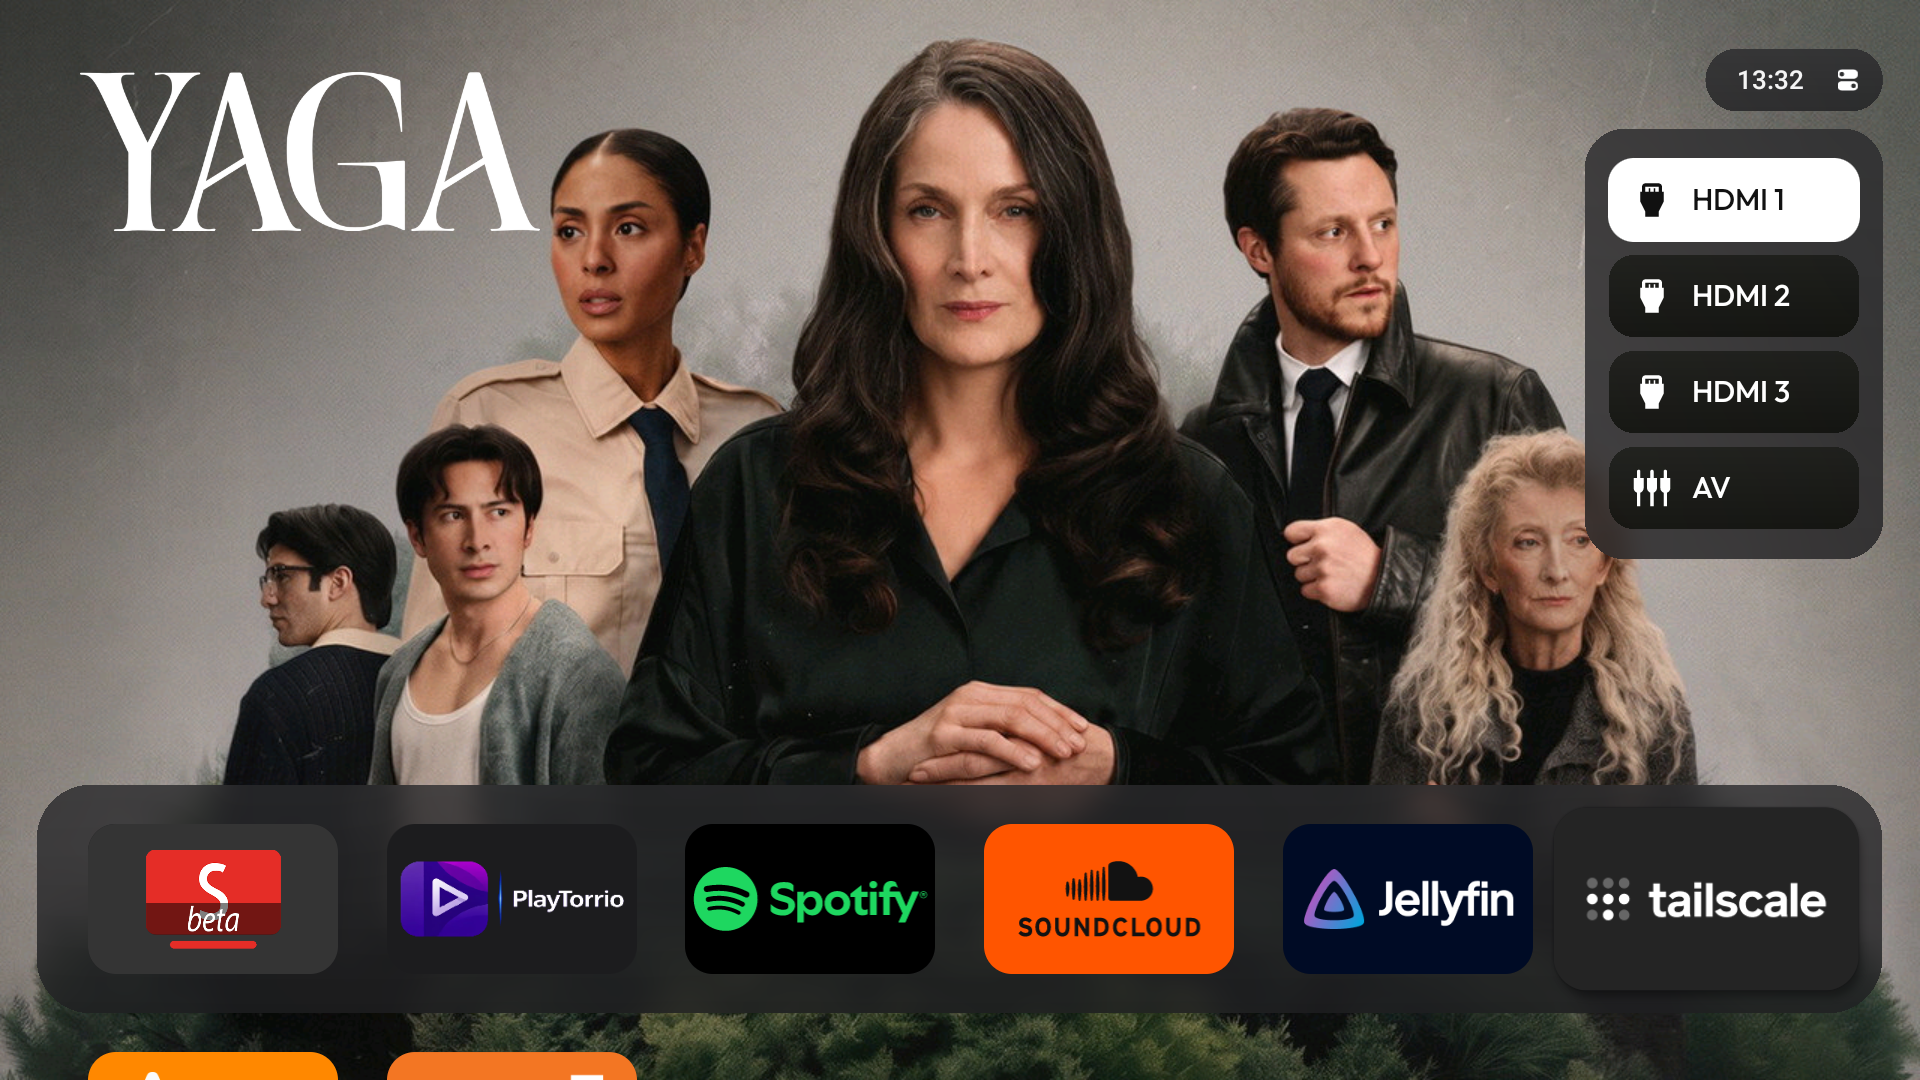 YAGA
13:32
HDMI 1
HDMI 2
HDMI 3
AV
S
beta
PlayTorrio
Spotify®
SOUNDCLOUD
Jellyfin
tailscale